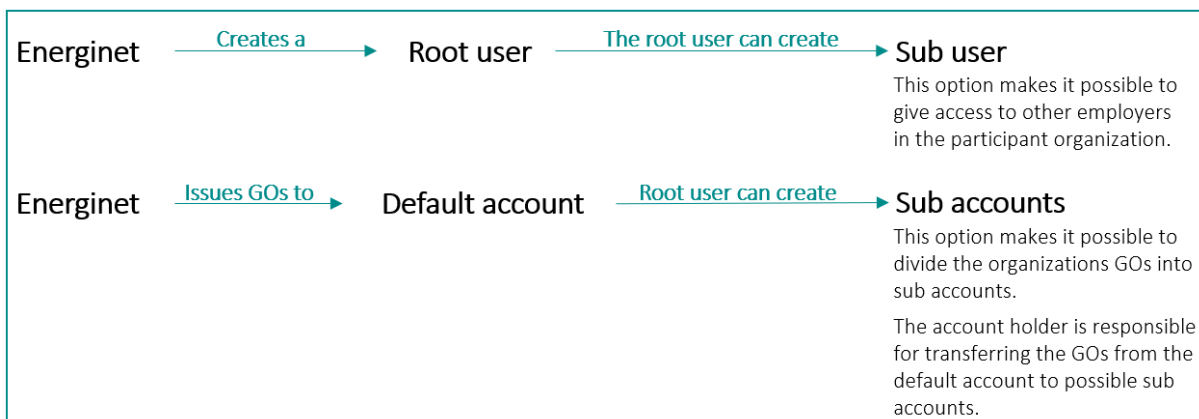 Energinet Creates a Root user The root user can create Sub user
This option makes it possible to
give access to other employers
in the participant organization.
Energinet Issues GOs to Default account Root user can create Sub accounts
This option makes it possible to
divide the organizations GOs into
sub accounts.
The account holder is responsible
for transferring the GOs from the
default account to possible sub
accounts.